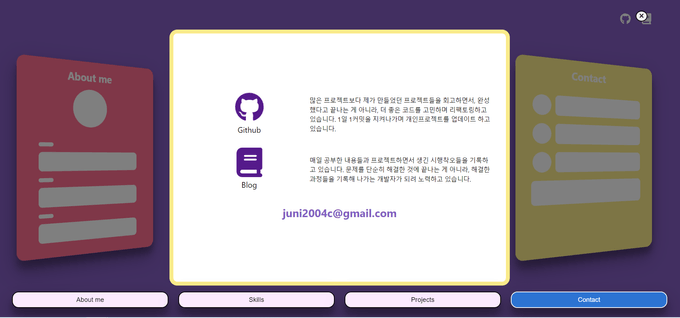 About me
Contact
많은 프로젝트보다 제가 만들었던 프로젝트들을 회고하면서, 완성
했다고 끝나는 게 아니라, 더 좋은 코드를 고민하며 리팩토링하고
있습니다. 1일 1커밋을 지켜나가며 개인프로젝트를 업데이트 하고
있습니다.
Github
매일 공부한 내용들과 프로젝트하면서 생긴 시행착오들을 기록하
고 있습니다. 문제를 단순히 해결한 것에 끝나는 게 아니라, 해결한
과정들을 기록해 나가는 개발자가 되려 노력하고 있습니다.
Blog
juni2004c@gmail.com
About me
Skills
Projects
Contact